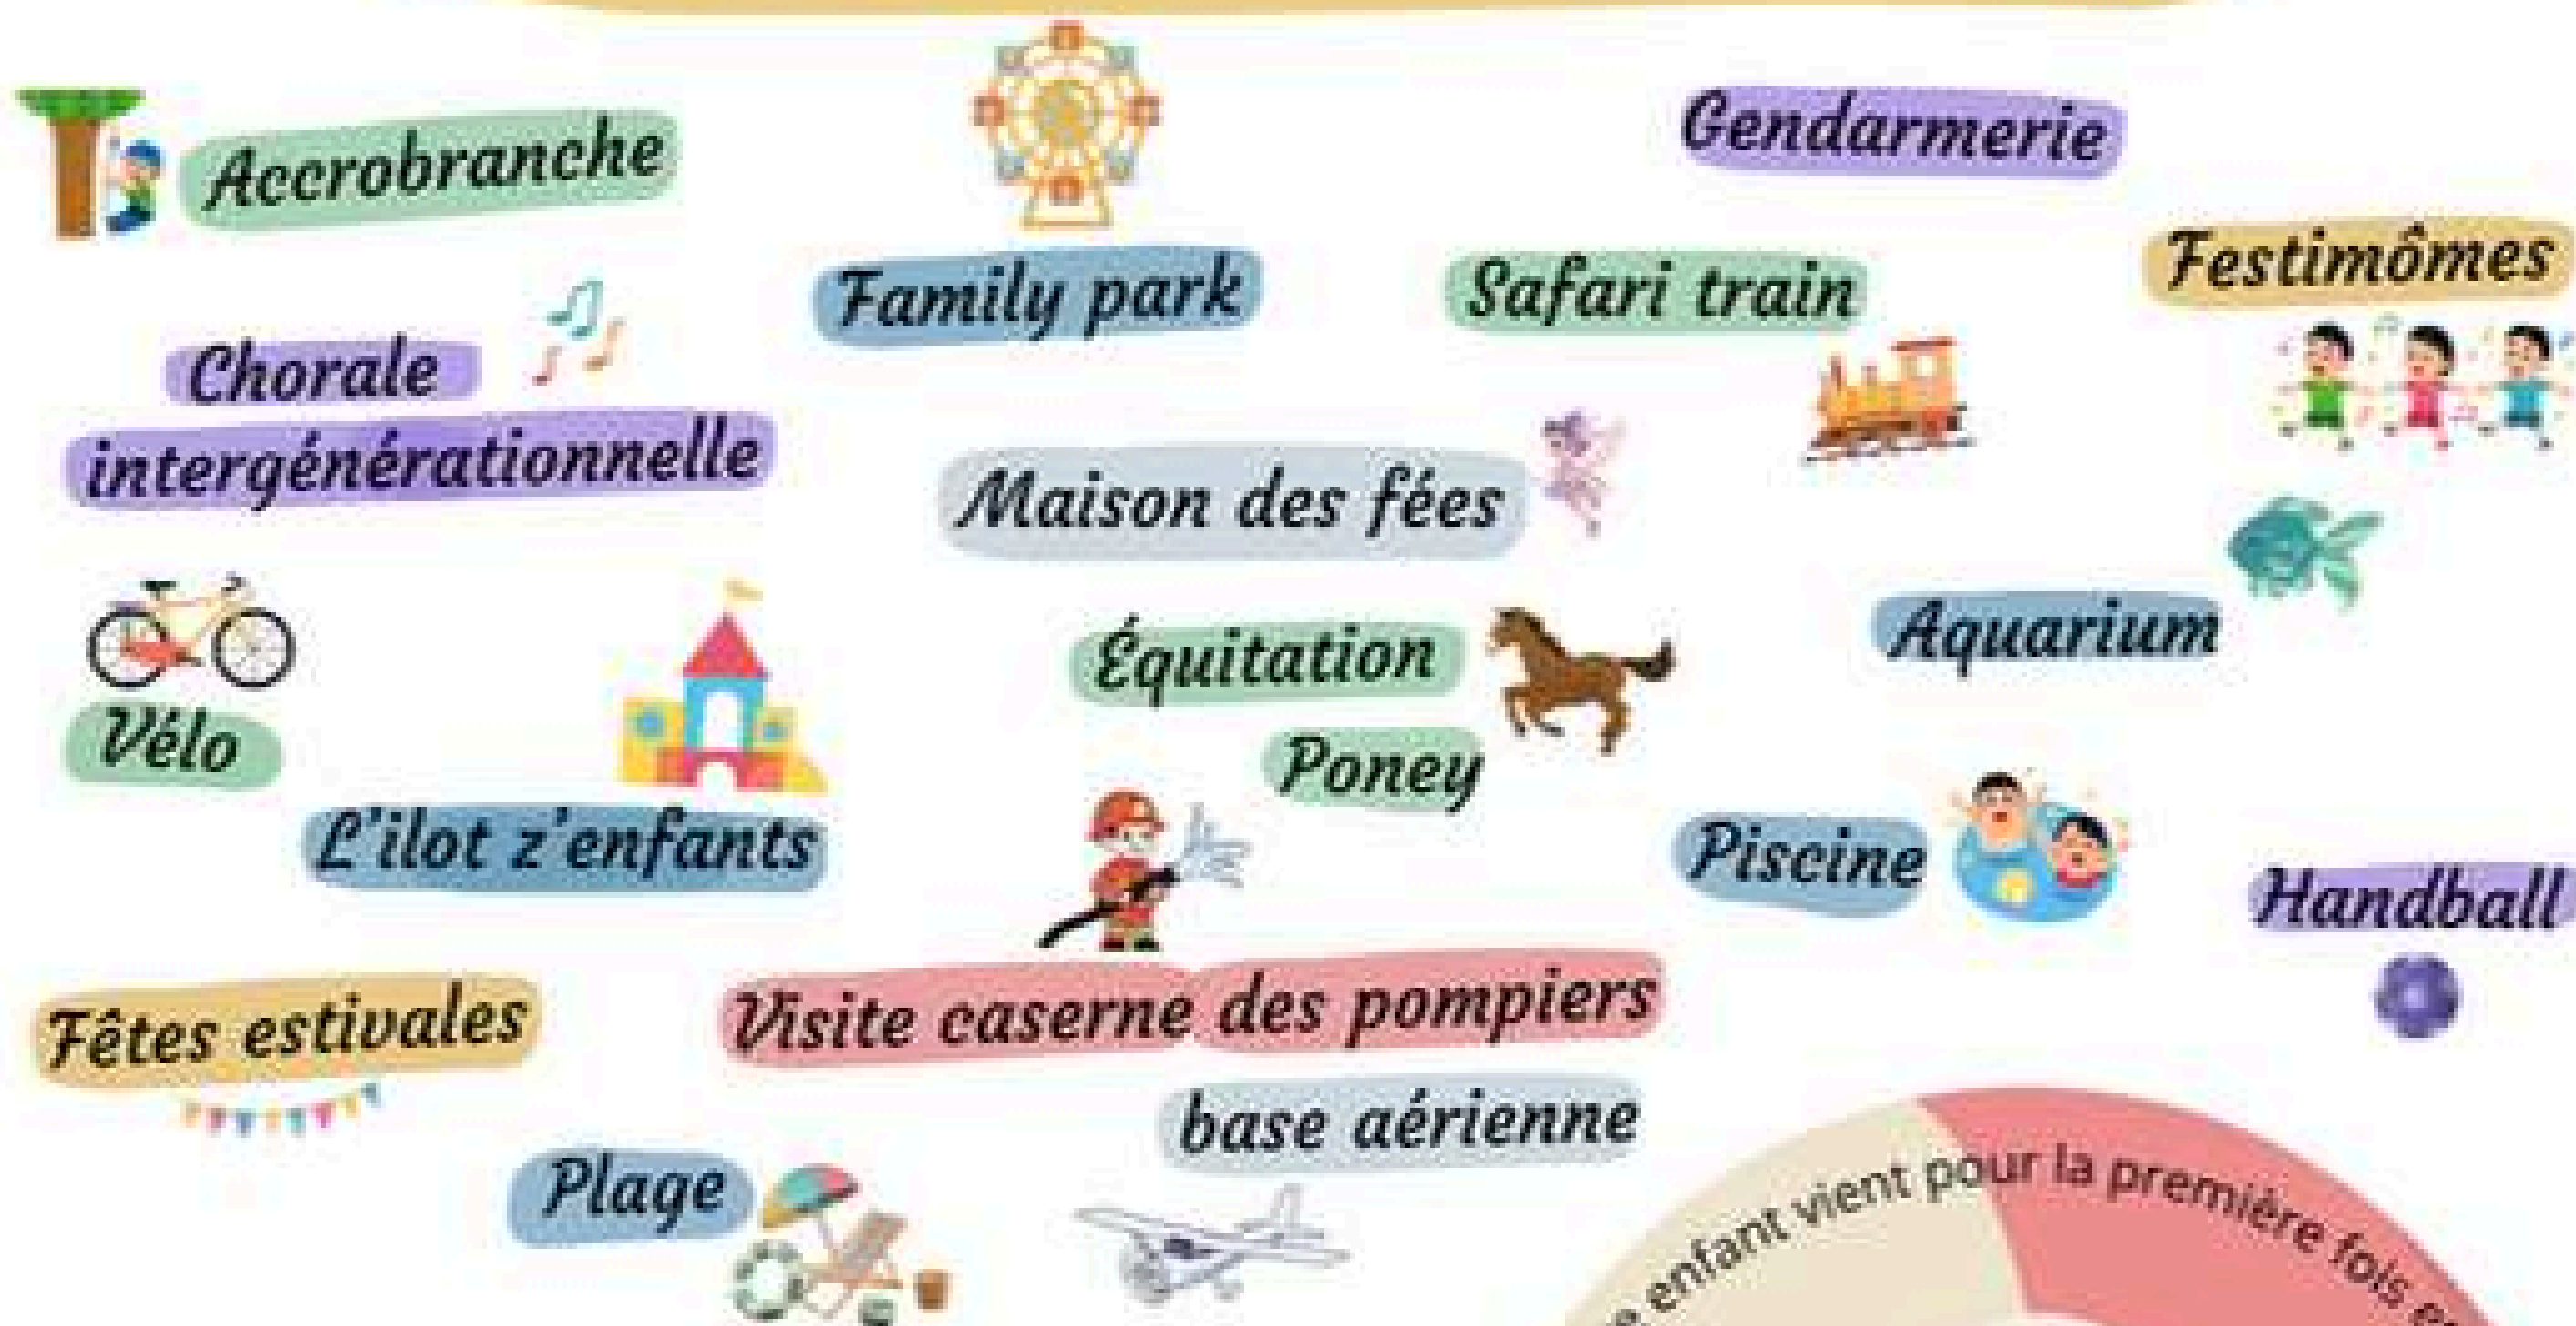 Accrobranche
Gendarmerie
Family park
Safari train
Festimômes
Chorale
intergénérationnelle
Maison des fées
Équitation
Aquarium
Vélo
Poney
L'ilot z'enfants
Piscine
Handball
Fêtes estivales
Visite caserne des pompiers
base aérienne
Plage
enfant vient pour la première fois